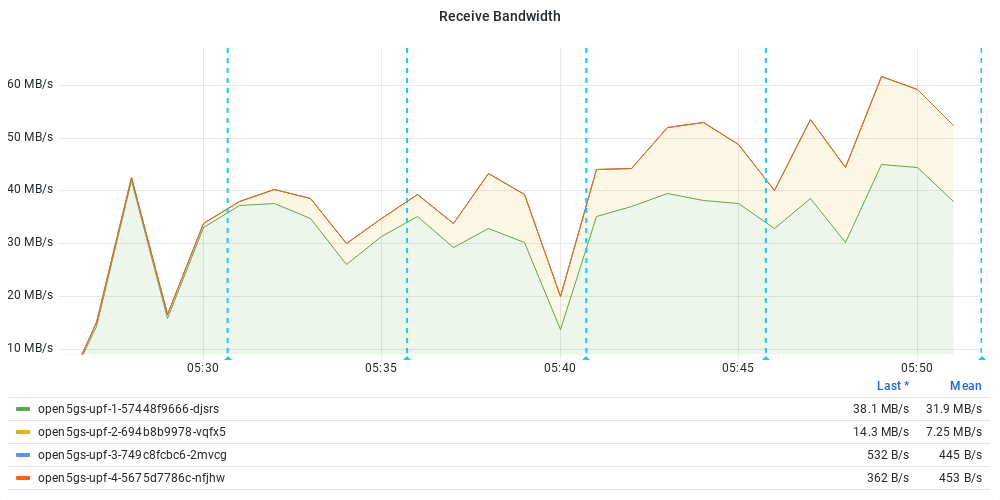 Receive Bandwidth
60 MB/s
50 MB/s
40 MB/s
30 MB/s
20 MB/s
10 MB/s
05:30 05:35 05:40 05:45 05:50
Last * Mean
open5gs-upf-1-57448f9666-djsrs 38.1 MB/s 31.9 MB/s
open5gs-upf-2-694b8b9978-vqfx5 14.3 MB/s 7.25 MB/s
open5gs-upf-3-749c8fcbc6-2mvcg 532 B/s 445 B/s
open5gs-upf-4-5675d7786c-nfjhw 362 B/s 453 B/s